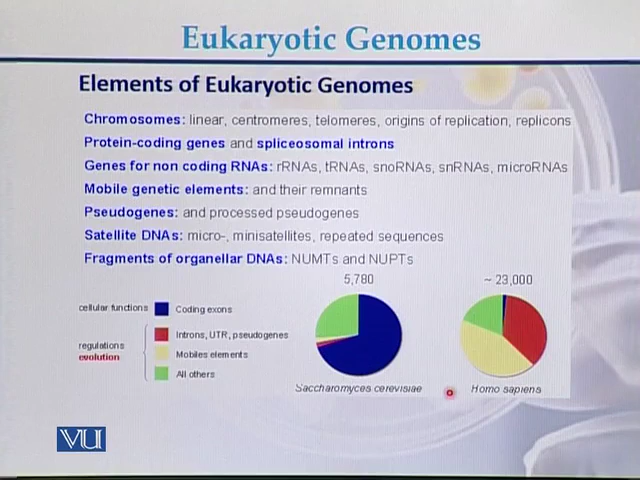 Eukaryotic Genomes
Elements of Eukaryotic Genomes
Chromosomes: linear, centromeres, telomeres, origins of replication, replicons
Protein-coding genes and spliceosomal introns
Genes for non coding RNAs: rRNAs, tRNAs, snoRNAs, snRNAs, microRNAs
Mobile genetic elements: and their remnants
Pseudogenes: and processed pseudogenes
Satellite DNAs: micro-, minisatellites, repeated sequences
Fragments of organellar DNAs: NUMTs and NUPTs
5,780
~ 23,000
cellular functions
Coding exons
regulations
evolution
Introns, UTR, pseudogenes
Mobiles elements
All others
Saccharomyces cerevisiae
Homo sapiens
VU